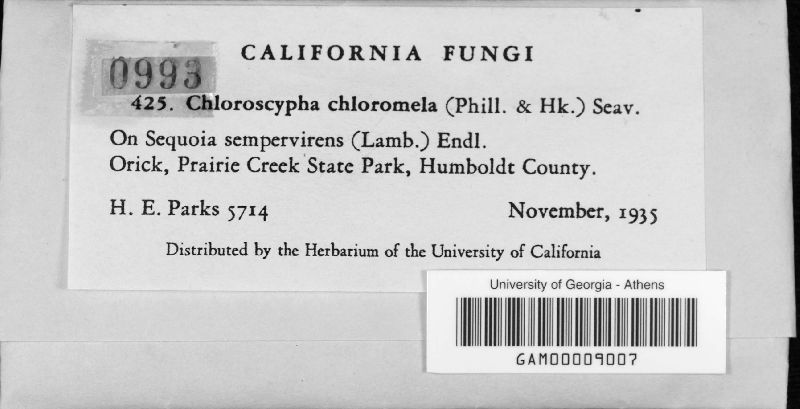 CALIFORNIA FUNGI
0993
425. Chloroscypha chloromela (Phill. & Hk.) Seav.
On Sequoia sempervirens (Lamb.) Endl.
Orick, Prairie Creek State Park, Humboldt County.
H. E. Parks 5714 November, 1935
Distributed by the Herbarium of the University of California
University of Georgia - Athens
GAM00009007